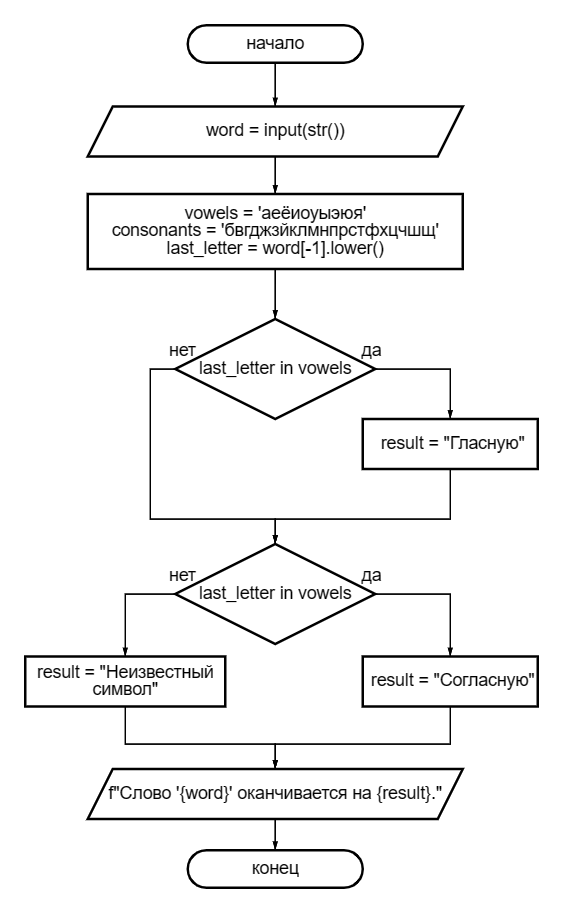 начало
word = input(str())
vowels = 'аеёиоуыэюя'
consonants = 'бвгджзйклмнпрстфхцчшщ'
last_letter = word[-1].lower()
нет
last_letter in vowels
да
result = "Гласную"
нет
last_letter in vowels
да
result = "Неизвестный
символ"
result = "Согласную"
f"Слово '{word}' оканчивается на {result}."
конец